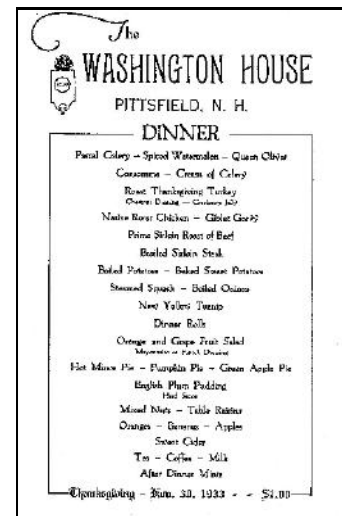 The
WASHINGTON HOUSE
PITTSFIELD, N. H.
DINNER
Pascal Celery – Spiced Watermelon – Queen Olives
Consomme – Cream of Celery
Roast Thanksgiving Turkey
Chestnut Dressing – Cranberry Jelly
Native Roast Chicken – Giblet Gravy
Prime Sirloin Roast of Beef
Broiled Sirloin Steak
Boiled Potatoes – Baked Sweet Potatoes
Steamed Squash – Boiled Onions
New Yellow Turnip
Dinner Rolls
Orange and Grape Fruit Salad
Mayonnaise or French Dressing
Hot Mince Pie – Pumpkin Pie – Green Apple Pie
English Plum Pudding
Hard Sauce
Mixed Nuts – Table Raisins
Oranges – Bananas – Apples
Sweet Cider
Tea – Coffee – Milk
After Dinner Mints
Thanksgiving – Nov. 30, 1933 - - $1.00